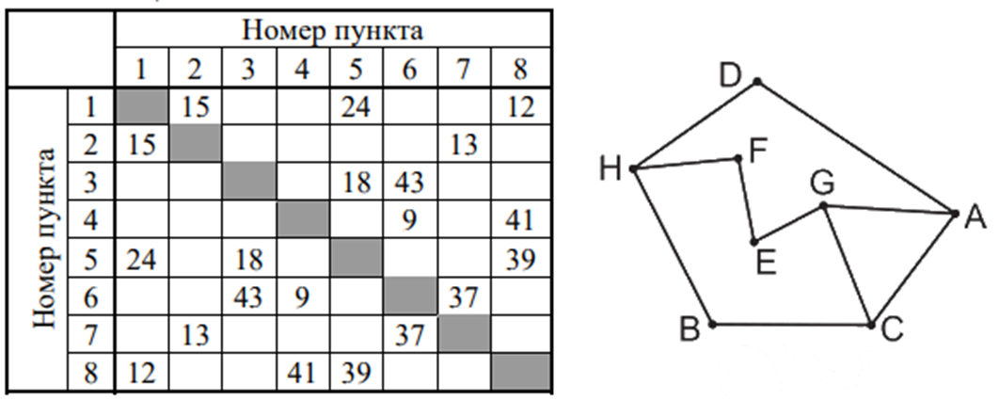 Номер пункта
1 2 3 4 5 6 7 8
Номер пункта
1 15 24 12
2 15 13
3 18 43
4 9 41
5 24 18 39
6 43 9 37
7 13 37
8 12 41 39
D
F
H
G
A
E
B
C